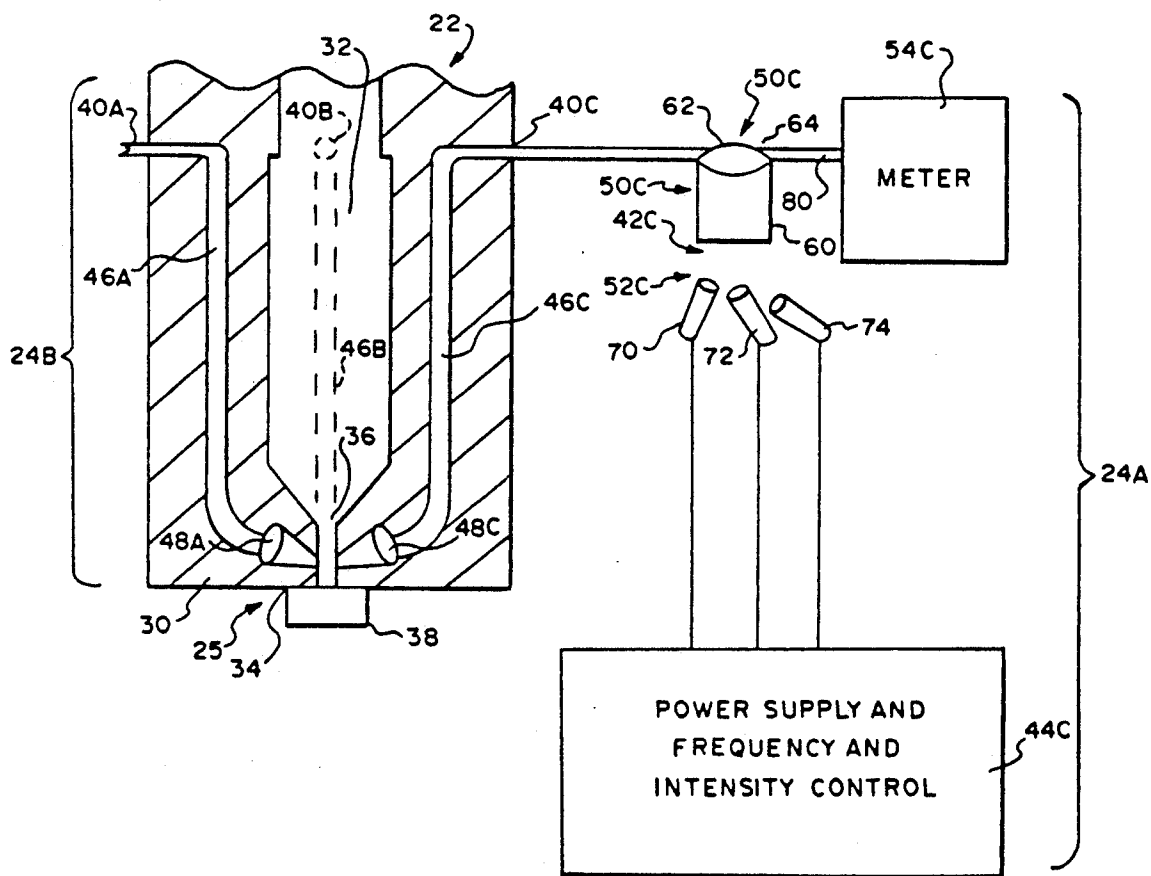 22
32
50C
54C
40A
40B
40C
62
64
METER
50C
80
42C
60
46A
52C
46C
74
70
72
24B
46B
36
24A
48A
48C
30
25
34
38
POWER SUPPLY AND
FREQUENCY AND
INTENSITY CONTROL
44C